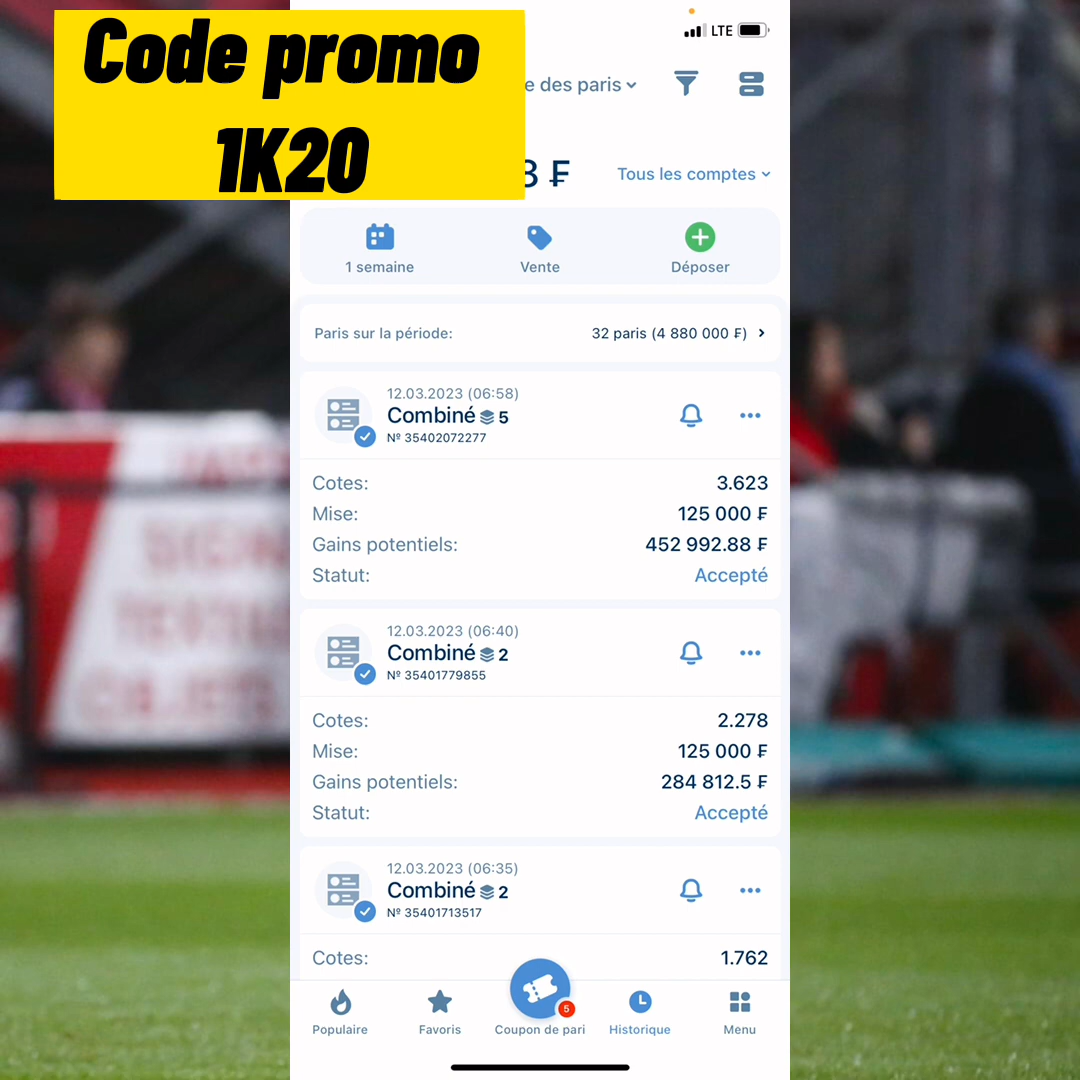 Code promo
1K20
LTE
e des paris
3 ₣
Tous les comptes
1 semaine
Vente
Déposer
Paris sur la période:
32 paris (4 880 000 ₣)
12.03.2023 (06:58)
Combiné 5
Nº 35402072277
Cotes:
3.623
Mise:
125 000 ₣
Gains potentiels:
452 992.88 ₣
Statut:
Accepté
12.03.2023 (06:40)
Combiné 2
Nº 35401779855
Cotes:
2.278
Mise:
125 000 ₣
Gains potentiels:
284 812.5 ₣
Statut:
Accepté
12.03.2023 (06:35)
Combiné 2
Nº 35401713517
Cotes:
1.762
5
Populaire
Favoris
Coupon de pari
Historique
Menu